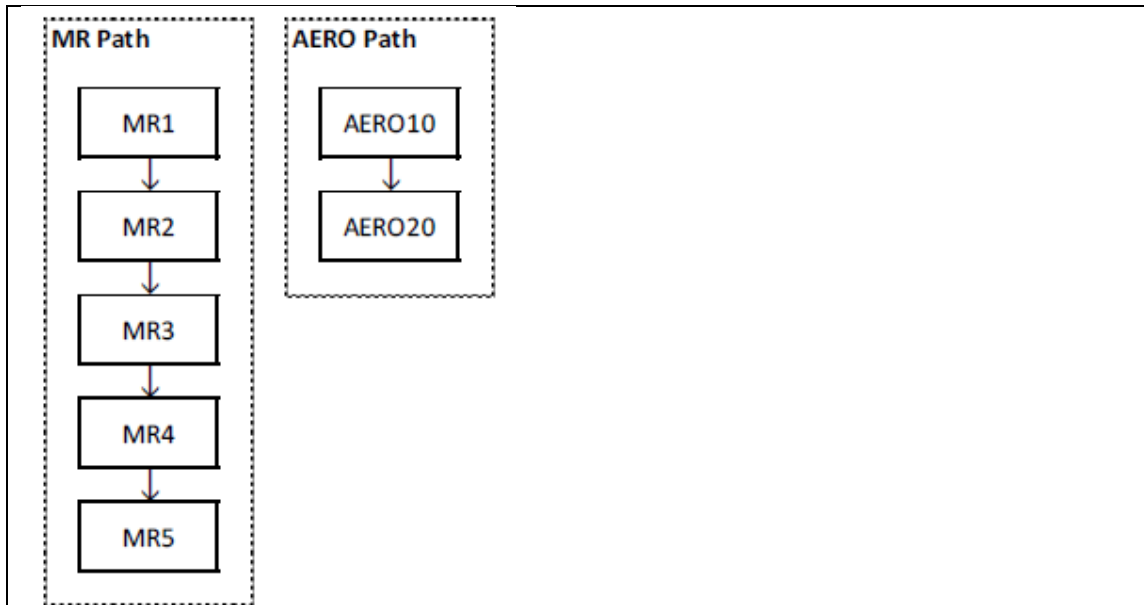 MR Path
MR1
MR2
MR3
MR4
MR5
AERO Path
AERO10
AERO20